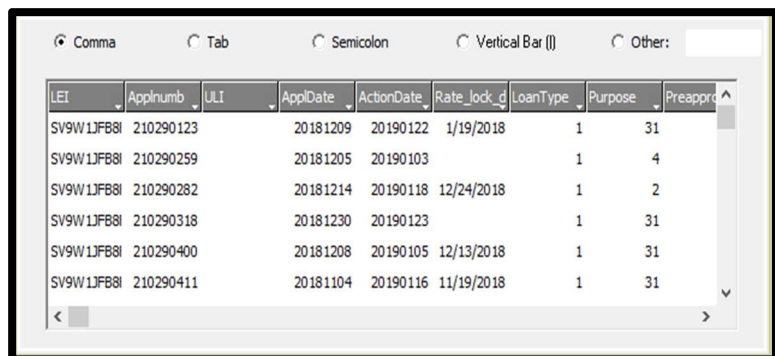 Comma Tab Semicolon Vertical Bar (|) Other:
LEI Applnumb ULI ApplDate ActionDate Rate_lock_d LoanType Purpose Preappro
SV9W1JFB8I 210290123 20181209 20190122 1/19/2018 1 31
SV9W1JFB8I 210290259 20181205 20190103 1 4
SV9W1JFB8I 210290282 20181214 20190118 12/24/2018 1 2
SV9W1JFB8I 210290318 20181230 20190123 1 31
SV9W1JFB8I 210290400 20181208 20190105 12/13/2018 1 31
SV9W1JFB8I 210290411 20181104 20190116 11/19/2018 1 31